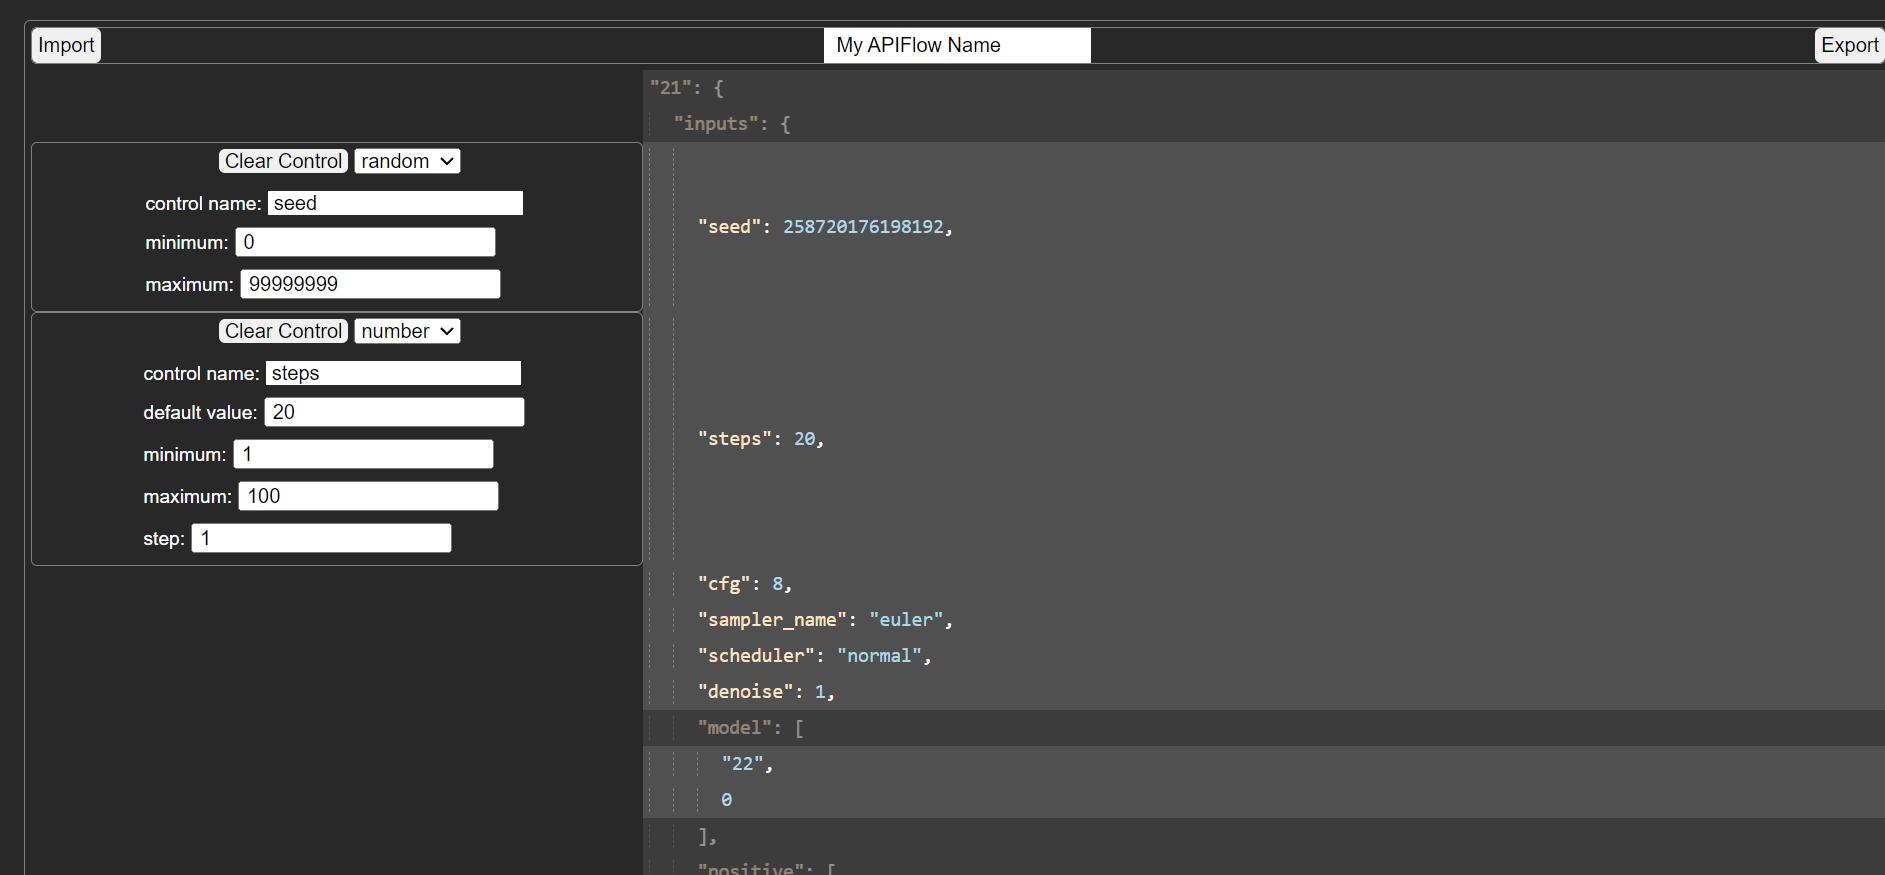 Import
My APIFlow Name
Export
"21": {
"inputs": {
Clear Control random
control name: seed
minimum: 0
maximum: 99999999
"seed": 258720176198192,
Clear Control number
control name: steps
default value: 20
minimum: 1
maximum: 100
step: 1
"steps": 20,
"cfg": 8,
"sampler_name": "euler",
"scheduler": "normal",
"denoise": 1,
"model": [
"22",
0
],
"positive": [